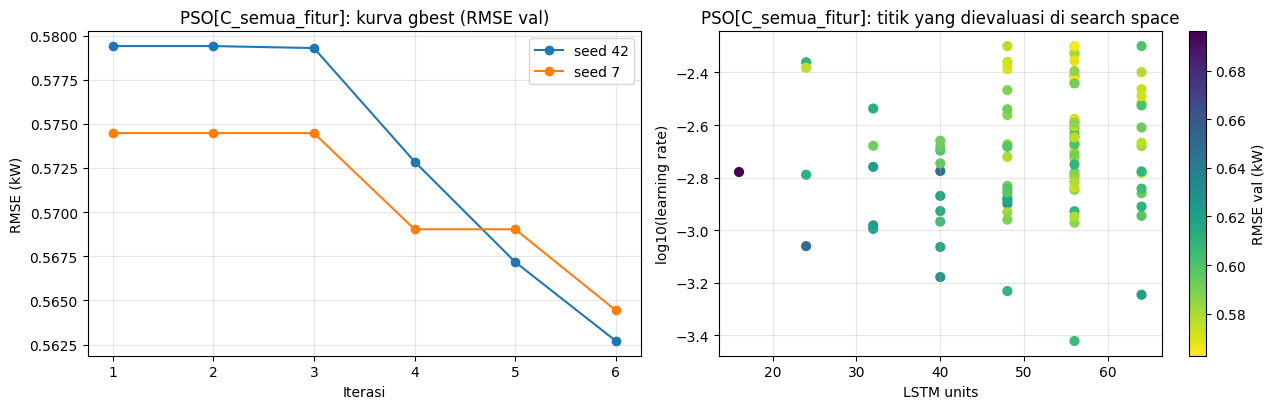 PSO[C_semua_fitur]: kurva gbest (RMSE val)
RMSE (kW)
0.5800
0.5775
0.5750
0.5725
0.5700
0.5675
0.5650
0.5625
seed 42
seed 7
1 2 3 4 5 6
Iterasi
PSO[C_semua_fitur]: titik yang dievaluasi di search space
log10(learning rate)
−2.4
−2.6
−2.8
−3.0
−3.2
−3.4
20 30 40 50 60
LSTM units
0.68
0.66
0.64
0.62
0.60
0.58
RMSE val (kW)